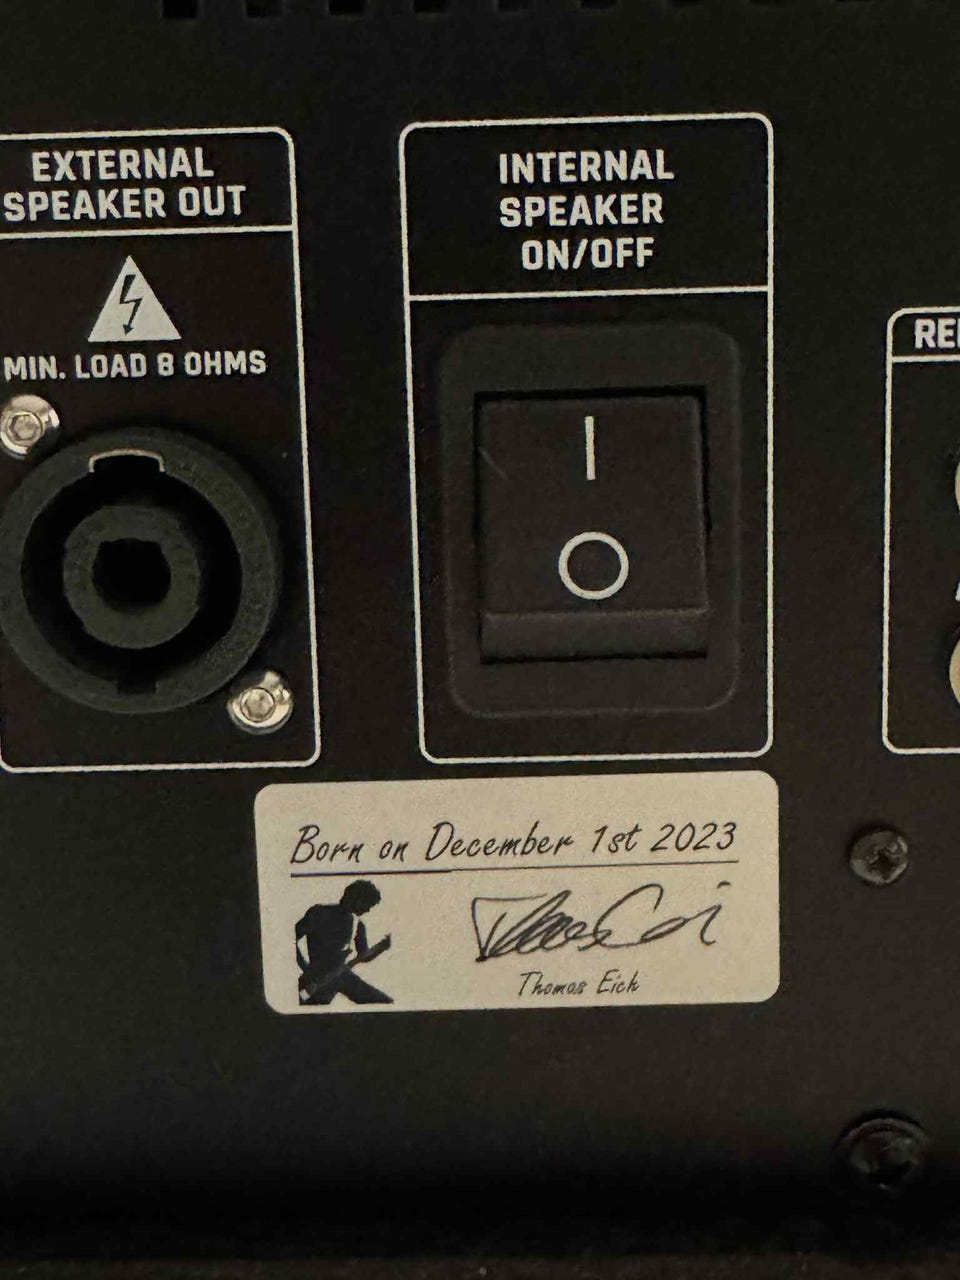 EXTERNAL
SPEAKER OUT
MIN. LOAD 8 OHMS
INTERNAL
SPEAKER
ON/OFF
Born on December 1st 2023
Thomas Eich